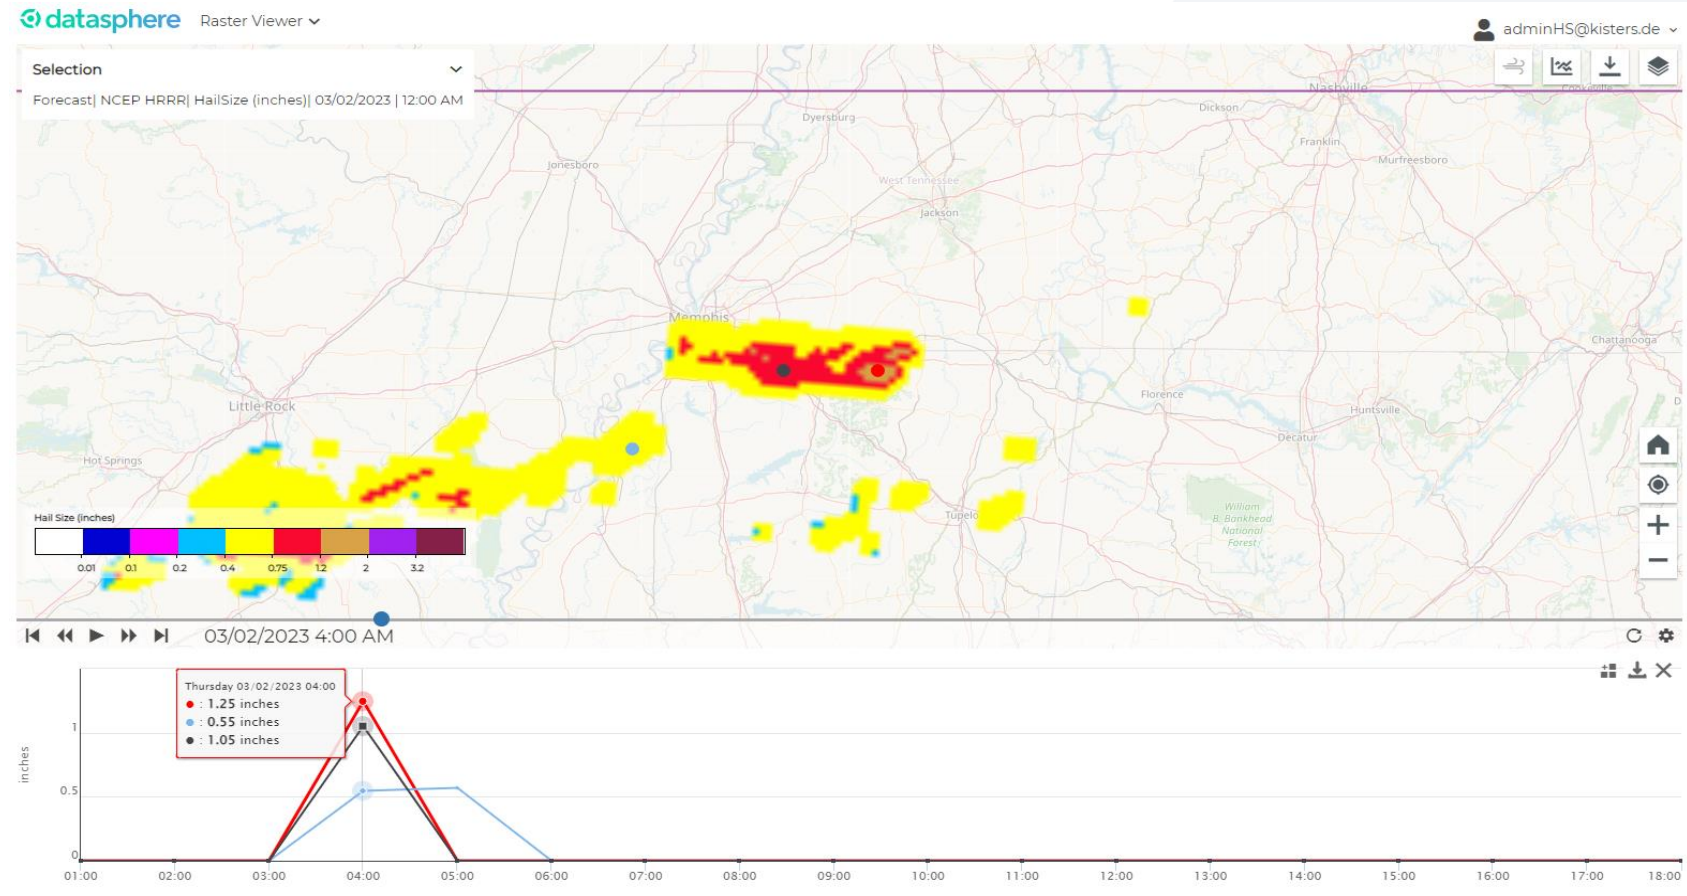 datasphere Raster Viewer
adminHS@kisters.de
Selection
Forecast| NCEP HRRR| HailSize (inches)| 03/02/2023 | 12:00 AM
Nashville
Dickson
Dyersburg
Franklin
Murfreesboro
Jonesboro
West Tennessee
Jackson
Memphis
Chattanooga
Little Rock
Florence
Huntsville
Decatur
Hot Springs
Tupelo
William
B. Bankhead
National
Forest
Hail Size (inches)
0.01 0.1 0.2 0.4 0.75 1.2 2 3.2
03/02/2023 4:00 AM
Thursday 03/02/2023 04:00
: 1.25 inches
: 0.55 inches
: 1.05 inches
inches
1
0.5
0
01:00 02:00 03:00 04:00 05:00 06:00 07:00 08:00 09:00 10:00 11:00 12:00 13:00 14:00 15:00 16:00 17:00 18:00